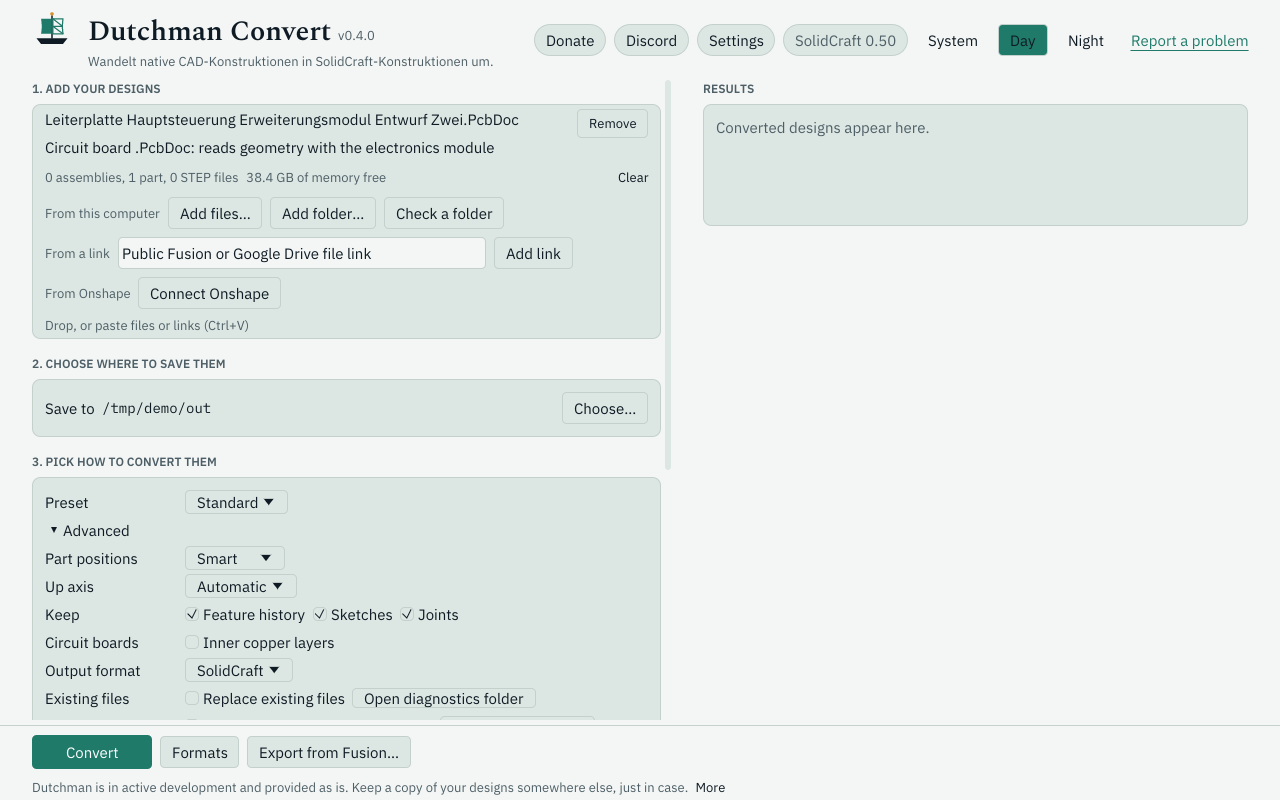 Dutchman Convert v0.4.0
Wandelt native CAD-Konstruktionen in SolidCraft-Konstruktionen um.
Donate Discord Settings SolidCraft 0.50 System Day Night Report a problem
1. ADD YOUR DESIGNS
Leiterplatte Hauptsteuerung Erweiterungsmodul Entwurf Zwei.PcbDoc Remove
Circuit board .PcbDoc: reads geometry with the electronics module
0 assemblies, 1 part, 0 STEP files 38.4 GB of memory free Clear
From this computer Add files... Add folder... Check a folder
From a link Public Fusion or Google Drive file link Add link
From Onshape Connect Onshape
Drop, or paste files or links (Ctrl+V)
2. CHOOSE WHERE TO SAVE THEM
Save to /tmp/demo/out Choose...
3. PICK HOW TO CONVERT THEM
Preset Standard
Advanced
Part positions Smart
Up axis Automatic
Keep Feature history Sketches Joints
Circuit boards Inner copper layers
Output format SolidCraft
Existing files Replace existing files Open diagnostics folder
RESULTS
Converted designs appear here.
Convert Formats Export from Fusion...
Dutchman is in active development and provided as is. Keep a copy of your designs somewhere else, just in case. More